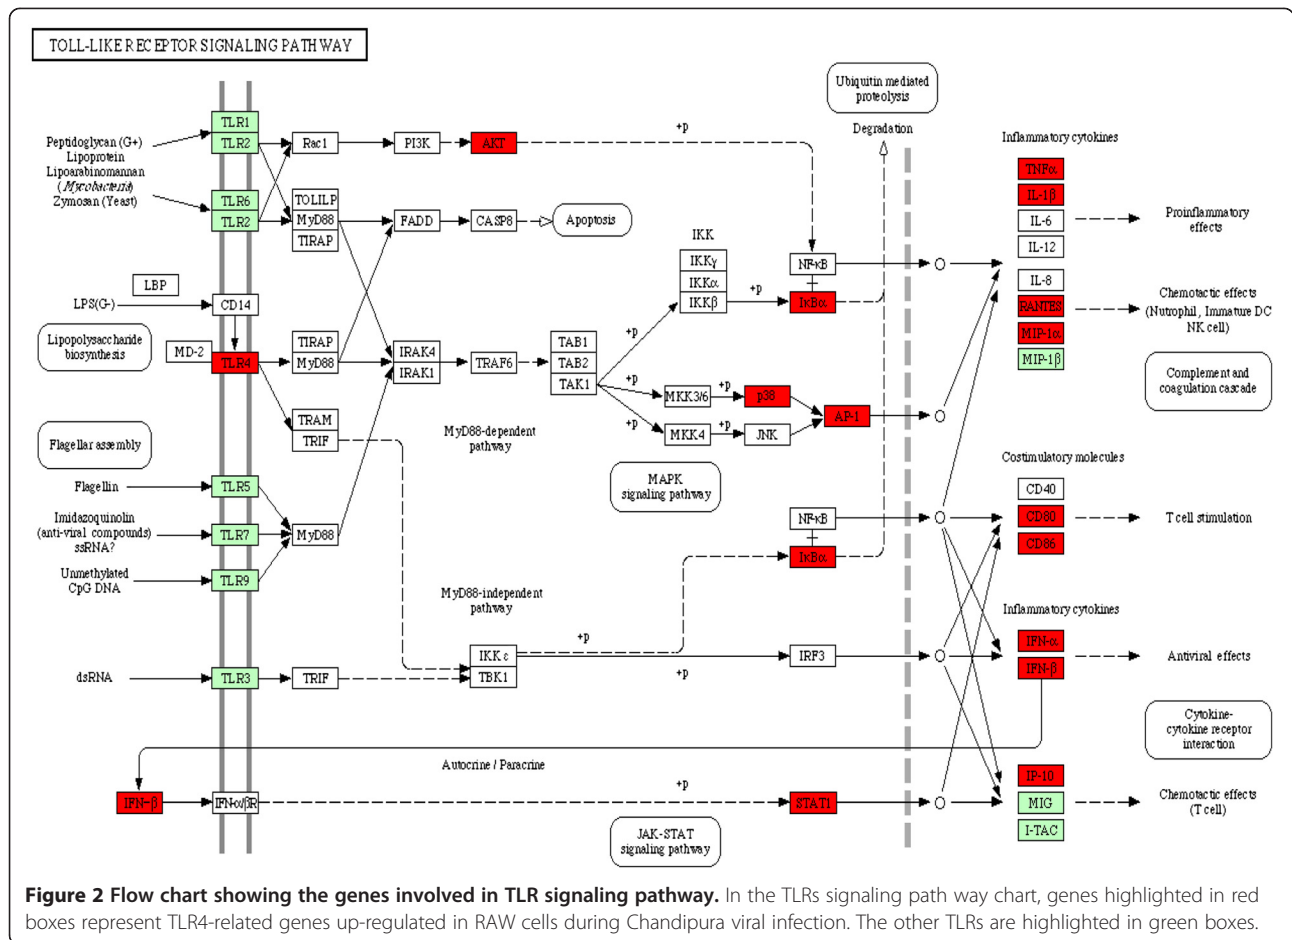 TOLL-LIKE RECEPTOR SIGNALING PATHWAY
Ubiquitin mediated
proteolysis
Degradation
Peptidoglycan (G+)
Lipoprotein
Lipoarabinomannan
(Mycobacteria)
Zymosan (Yeast)
TLR1
TLR2
TLR6
TLR2
Rac1
PI3K
AKT
+p
TOLILP
MyD88
TIRAP
FADD
CASP8
Apoptosis
LBP
LPS(G-)
CD14
Lipopolysaccharide
biosynthesis
MD-2
TLR4
TIRAP
MyD88
IRAK4
IRAK1
TRAF6
TAB1
TAB2
TAK1
TRAM
TRIF
IKK
IKKγ
IKKα
IKKβ
+p
+p
NF-κB
IκBα
+p
MKK3/6
+p
p38
+p
MKK4
+p
JNK
AP-1
MyD88-dependent
pathway
MAPK
signaling pathway
Flagellar assembly
Flagellin
TLR5
Imidazoquinolin
(anti-viral compounds)
ssRNA?
TLR7
MyD88
Unmethylated
CpG DNA
TLR9
NF-κB
IκBα
MyD88-independent
pathway
+p
IKKε
TBK1
+p
IRF3
dsRNA
TLR3
TRIF
Autocrine / Paracrine
+p
IFN-β
IFN-α/βR
STAT1
JAK-STAT
signaling pathway
Inflammatory cytokines
TNFα
IL-1β
IL-6
IL-12
Proinflammatory
effects
IL-8
RANTES
MIP-1α
MIP-1β
Chemotactic effects
(Nutrophil, Immature DC
NK cell)
Complement and
coagulation cascade
Costimulatory molecules
CD40
CD80
CD86
T cell stimulation
Inflammatory cytokines
IFN-α
IFN-β
Antiviral effects
Cytokine-
cytokine receptor
interaction
IP-10
MIG
I-TAC
Chemotactic effects
(T cell)
Figure 2 Flow chart showing the genes involved in TLR signaling pathway. In the TLRs signaling path way chart, genes highlighted in red
boxes represent TLR4-related genes up-regulated in RAW cells during Chandipura viral infection. The other TLRs are highlighted in green boxes.